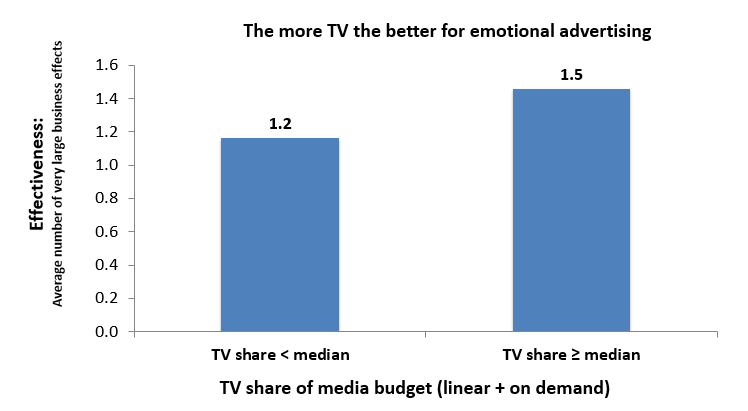 The more TV the better for emotional advertising
Effectiveness:
Average number of very large business effects
1.6
1.4
1.2
1.0
0.8
0.6
0.4
0.2
0.0
1.2
1.5
TV share < median
TV share ≥ median
TV share of media budget (linear + on demand)